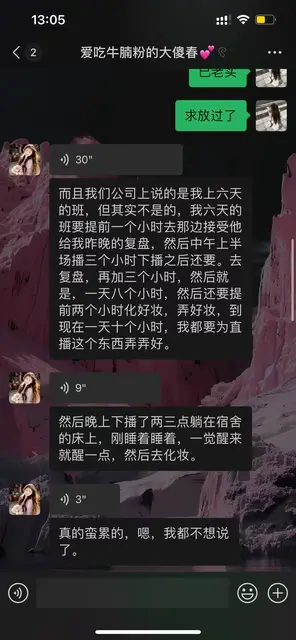 13:05
2
爱吃牛腩粉的大傻春💕
已老实
求放过了
30"
而且我们公司上说的是我上六天
的班，但其实不是的，我六天的
班要提前一个小时去那边接受他
给我昨晚的复盘，然后中午上半
场播三个小时下播之后还要。去
复盘，再加三个小时，然后就
是，一天八个小时，然后还要提
前两个小时化好妆，弄好妆，到
现在一天十个小时，我都要为直
播这个东西弄弄好。
9"
然后晚上下播了两三点躺在宿舍
的床上，刚睡着睡着，一觉醒来
就醒一点，然后去化妆。
3"
真的蛮累的，嗯，我都不想说
了。